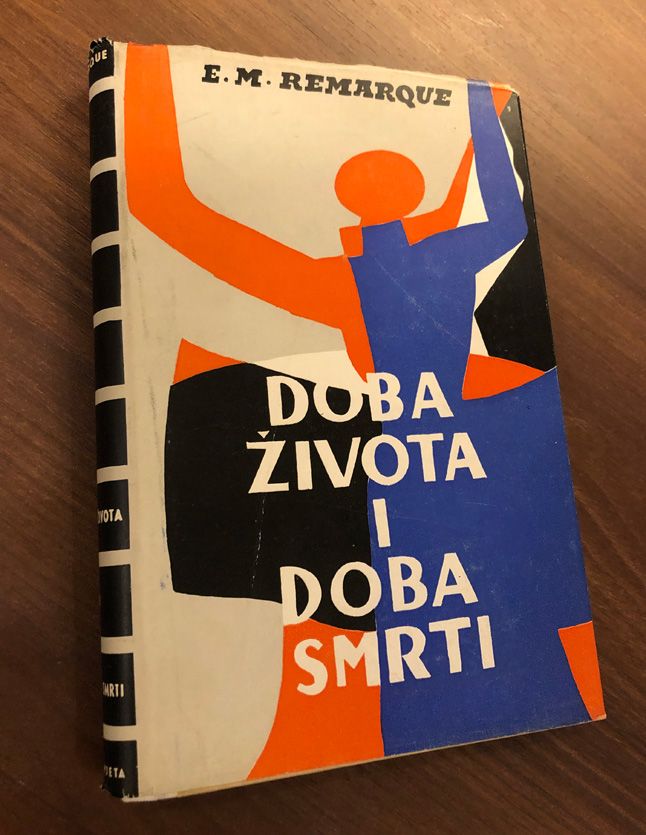 E. M. REMARQUE
DOBA
ŽIVOTA
I
DOBA
SMRTI
ŽIVOTA
SMRTI